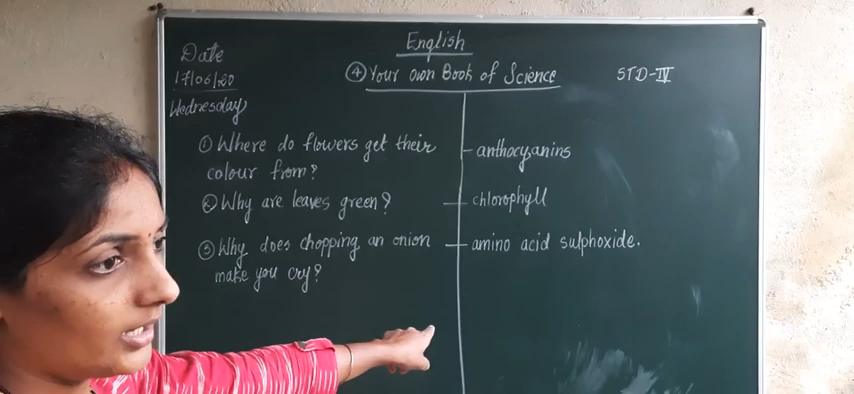 English
Date
17/06/20
Wednesday
④ Your own Book of Science
STD-IV
① Where do flowers get their
colour from?
- anthocyanins
② Why are leaves green?
- chlorophyll
③ Why does chopping an onion
make you cry?
- amino acid sulphoxide.